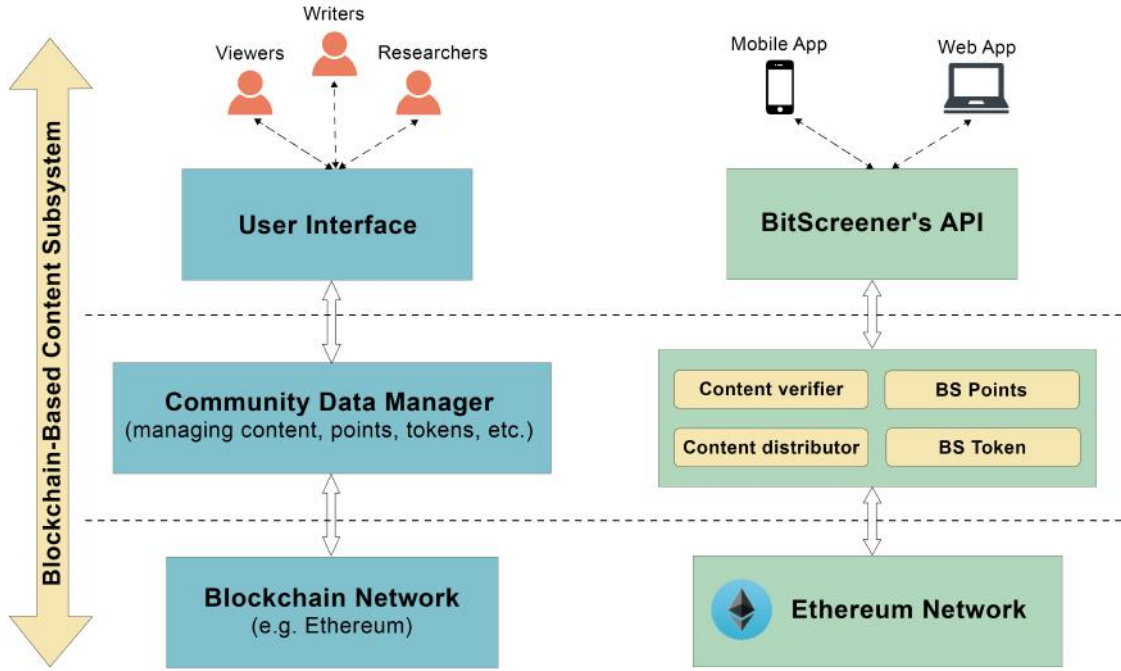 Writers
Viewers
Researchers
Mobile App
Web App
Blockchain-Based Content Subsystem
User Interface
BitScreener's API
Community Data Manager
(managing content, points, tokens, etc.)
Content verifier
BS Points
Content distributor
BS Token
Blockchain Network
(e.g. Ethereum)
Ethereum Network